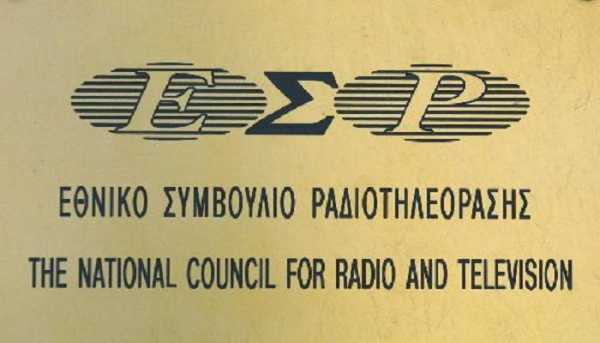 ΕΣΡ
ΕΘΝΙΚΟ ΣΥΜΒΟΥΛΙΟ ΡΑΔΙΟΤΗΛΕΟΡΑΣΗΣ
THE NATIONAL COUNCIL FOR RADIO AND TELEVISION